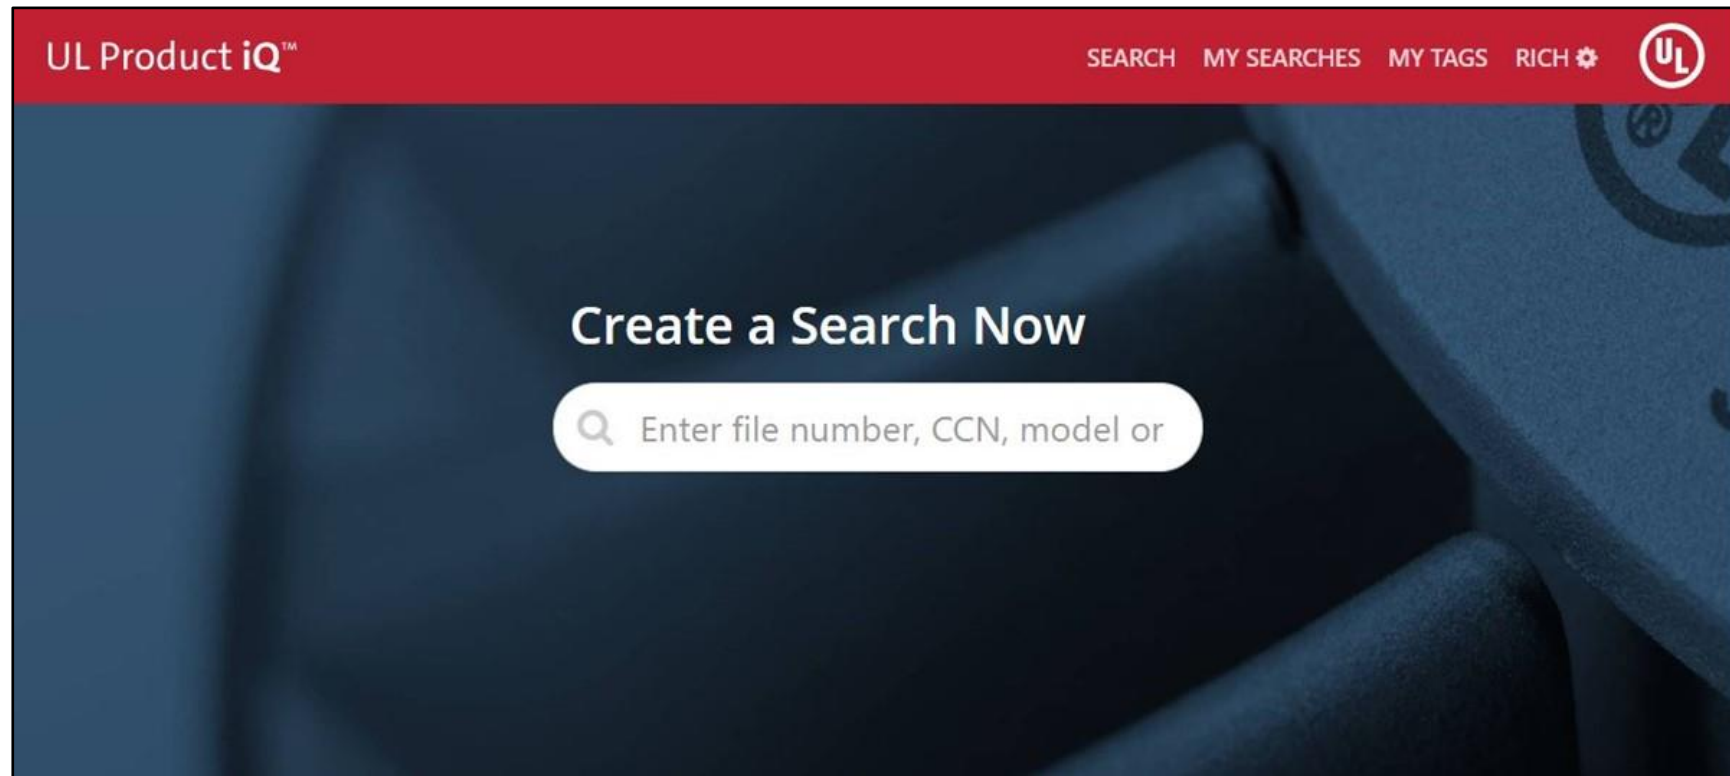 UL Product iQ™
SEARCH MY SEARCHES MY TAGS RICH
UL
Create a Search Now
Enter file number, CCN, model or
®